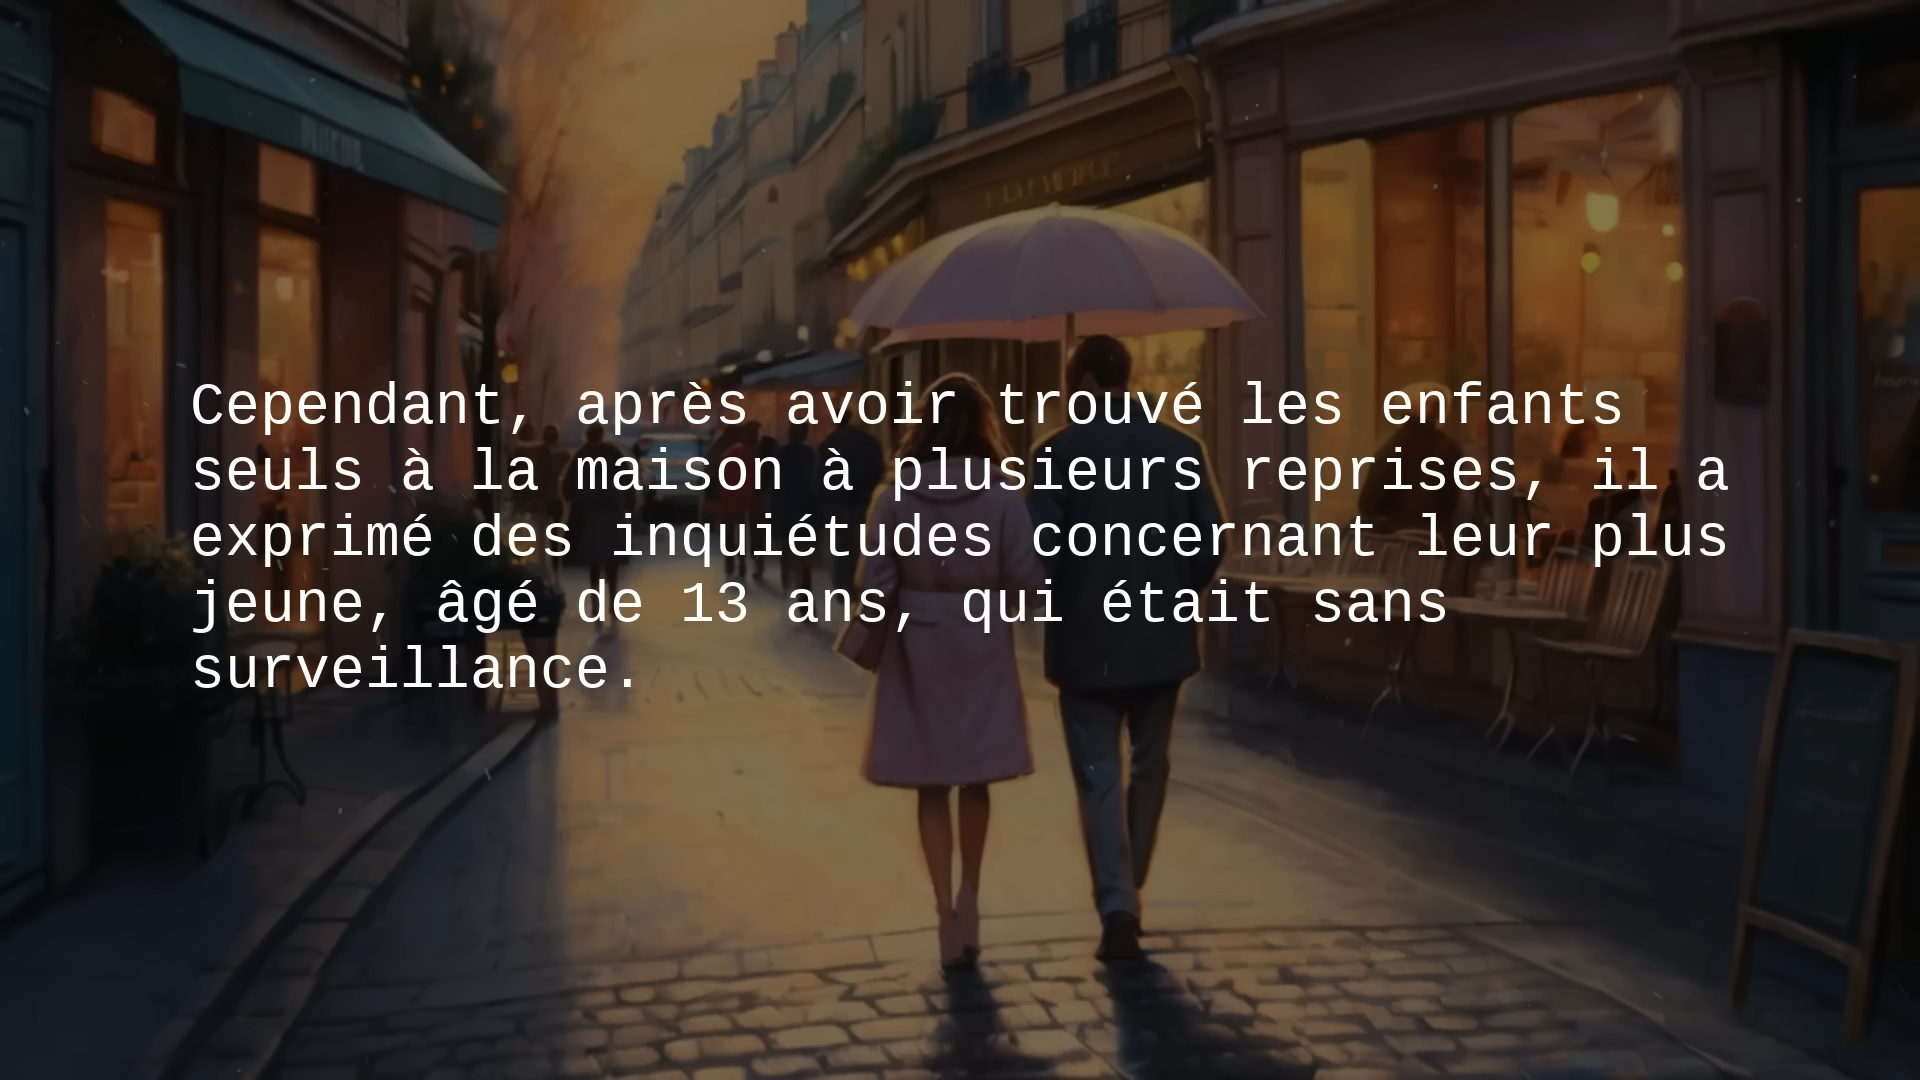 Cependant, après avoir trouvé les enfants
seuls à la maison à plusieurs reprises, il a
exprimé des inquiétudes concernant leur plus
jeune, âgé de 13 ans, qui était sans
surveillance.